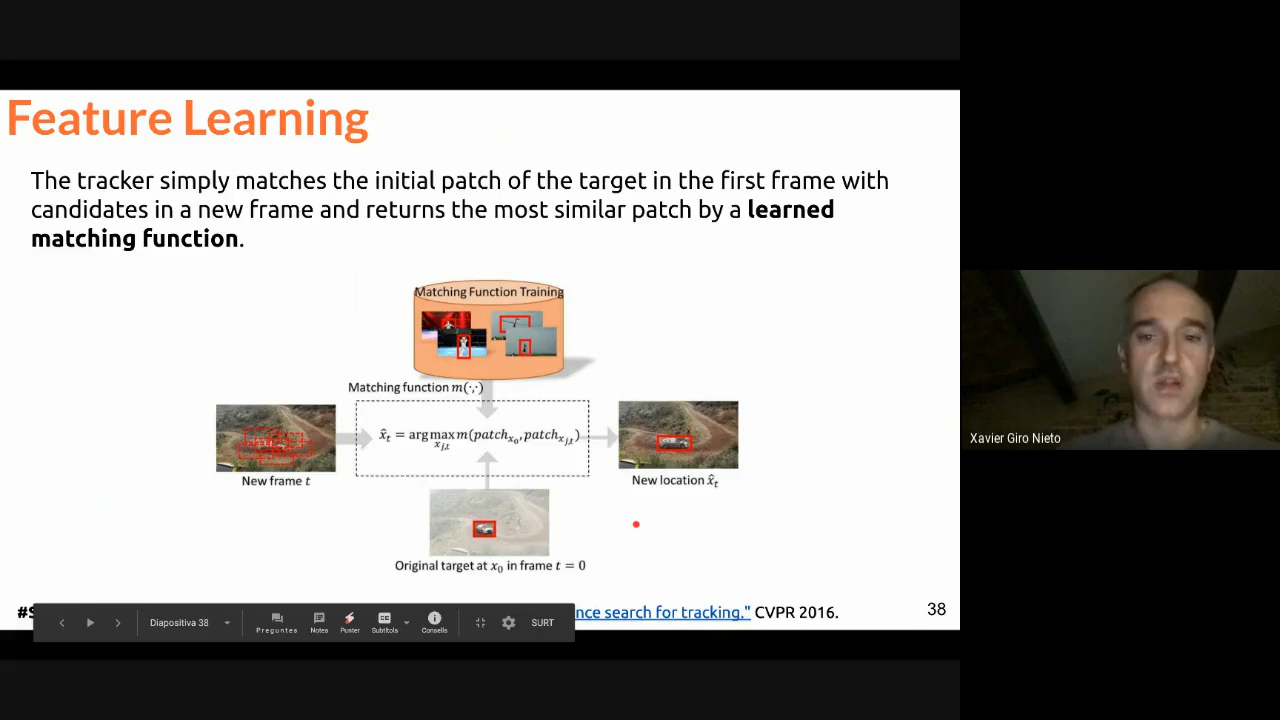 Feature Learning
The tracker simply matches the initial patch of the target in the first frame with
candidates in a new frame and returns the most similar patch by a learned
matching function.
Matching Function Training
Matching function m(·,·)
x̂ₜ = arg max m(patchₓ₀, patchₓⱼ,ₜ)
xⱼ,ₜ
New frame t
New location x̂ₜ
Original target at x₀ in frame t = 0
#S
nce search for tracking." CVPR 2016.
38
Diapositiva 38
Preguntes
Notes
Punter
Subtítols
Consells
SURT
Xavier Giro Nieto